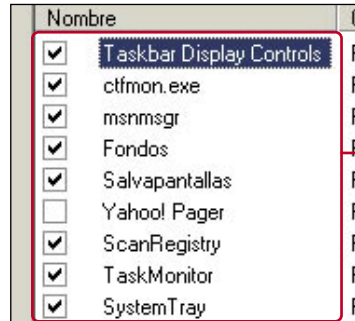 Nombre
Taskbar Display Controls
ctfmon.exe
msnmsgr
Fondos
Salvapantallas
Yahoo! Pager
ScanRegistry
TaskMonitor
SystemTray